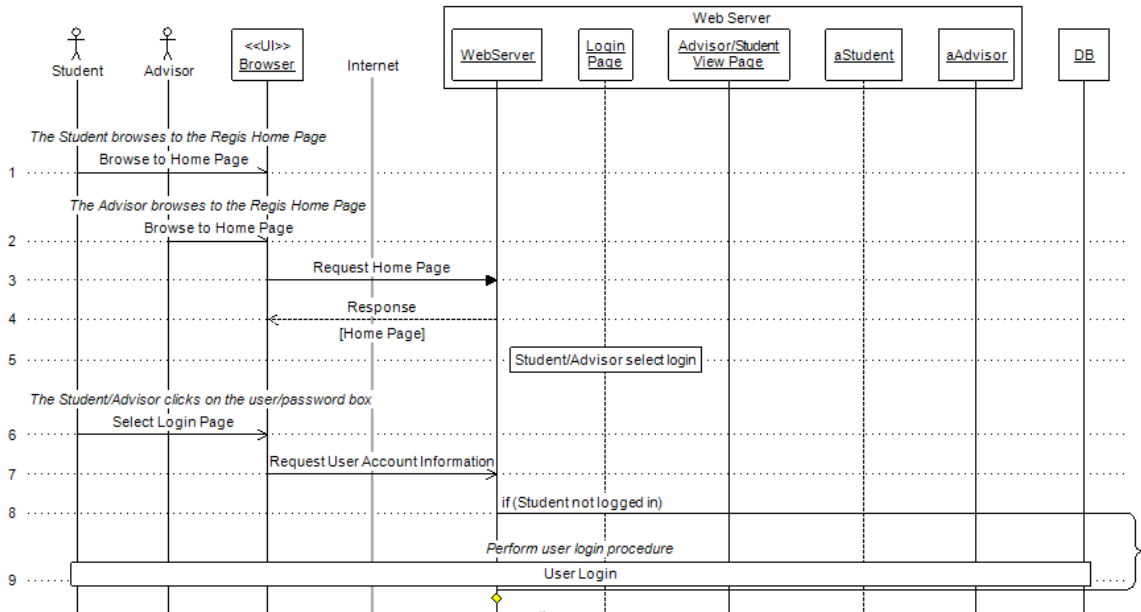 Web Server
Student
Advisor
<<UI>>
Browser
Internet
WebServer
Login
Page
Advisor/Student
View Page
aStudent
aAdvisor
DB
The Student browses to the Regis Home Page
Browse to Home Page
1
The Advisor browses to the Regis Home Page
Browse to Home Page
2
Request Home Page
3
Response
4
[Home Page]
5
Student/Advisor select login
The Student/Advisor clicks on the user/password box
Select Login Page
6
Request User Account Information
7
if (Student not logged in)
8
Perform user login procedure
User Login
9